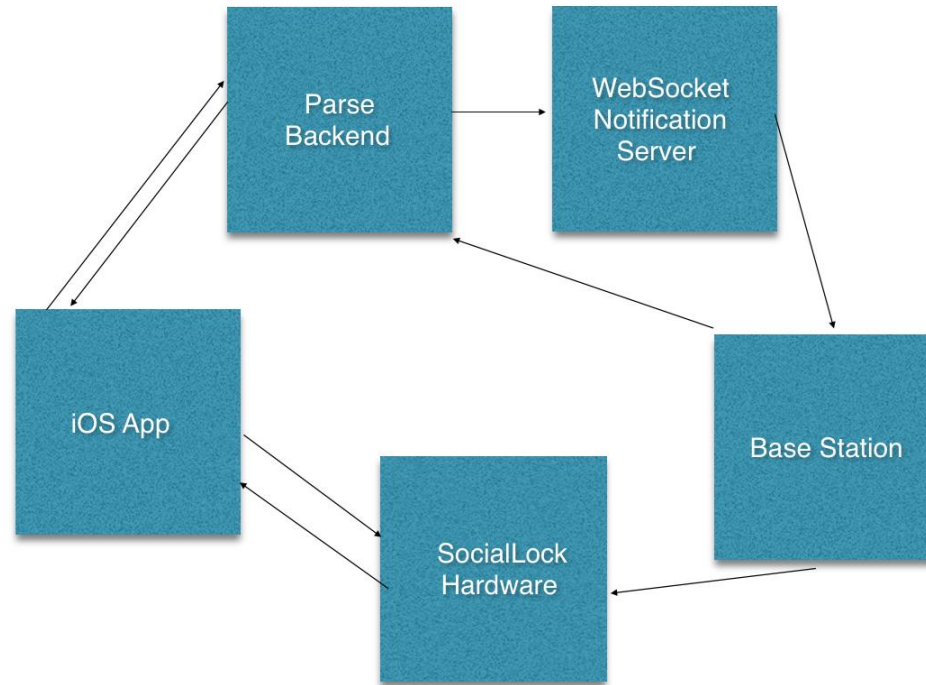 Parse
Backend
WebSocket
Notification
Server
iOS App
Base Station
SocialLock
Hardware